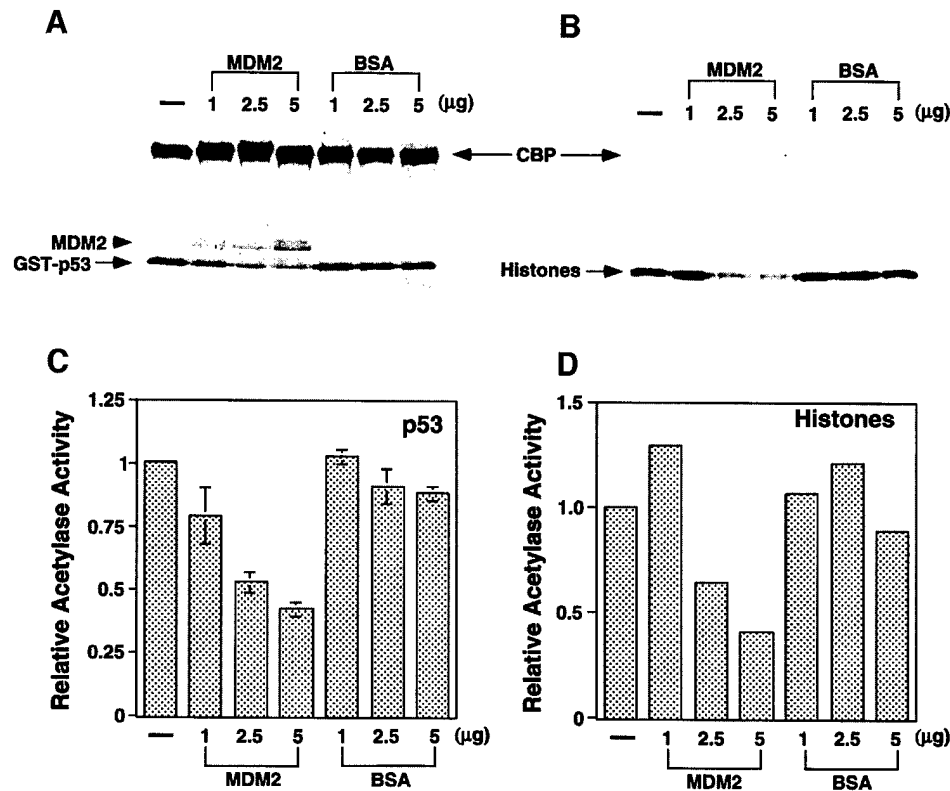 A
MDM2 BSA
— 1 2.5 5 1 2.5 5 (µg)
CBP
MDM2
GST-p53
B
MDM2 BSA
— 1 2.5 5 1 2.5 5 (µg)
Histones
C
p53
Relative Acetylase Activity
1.25
1
0.75
0.5
0.25
0
— 1 2.5 5 1 2.5 5 (µg)
MDM2 BSA
D
Histones
Relative Acetylase Activity
1.5
1.0
0.5
0
— 1 2.5 5 1 2.5 5 (µg)
MDM2 BSA